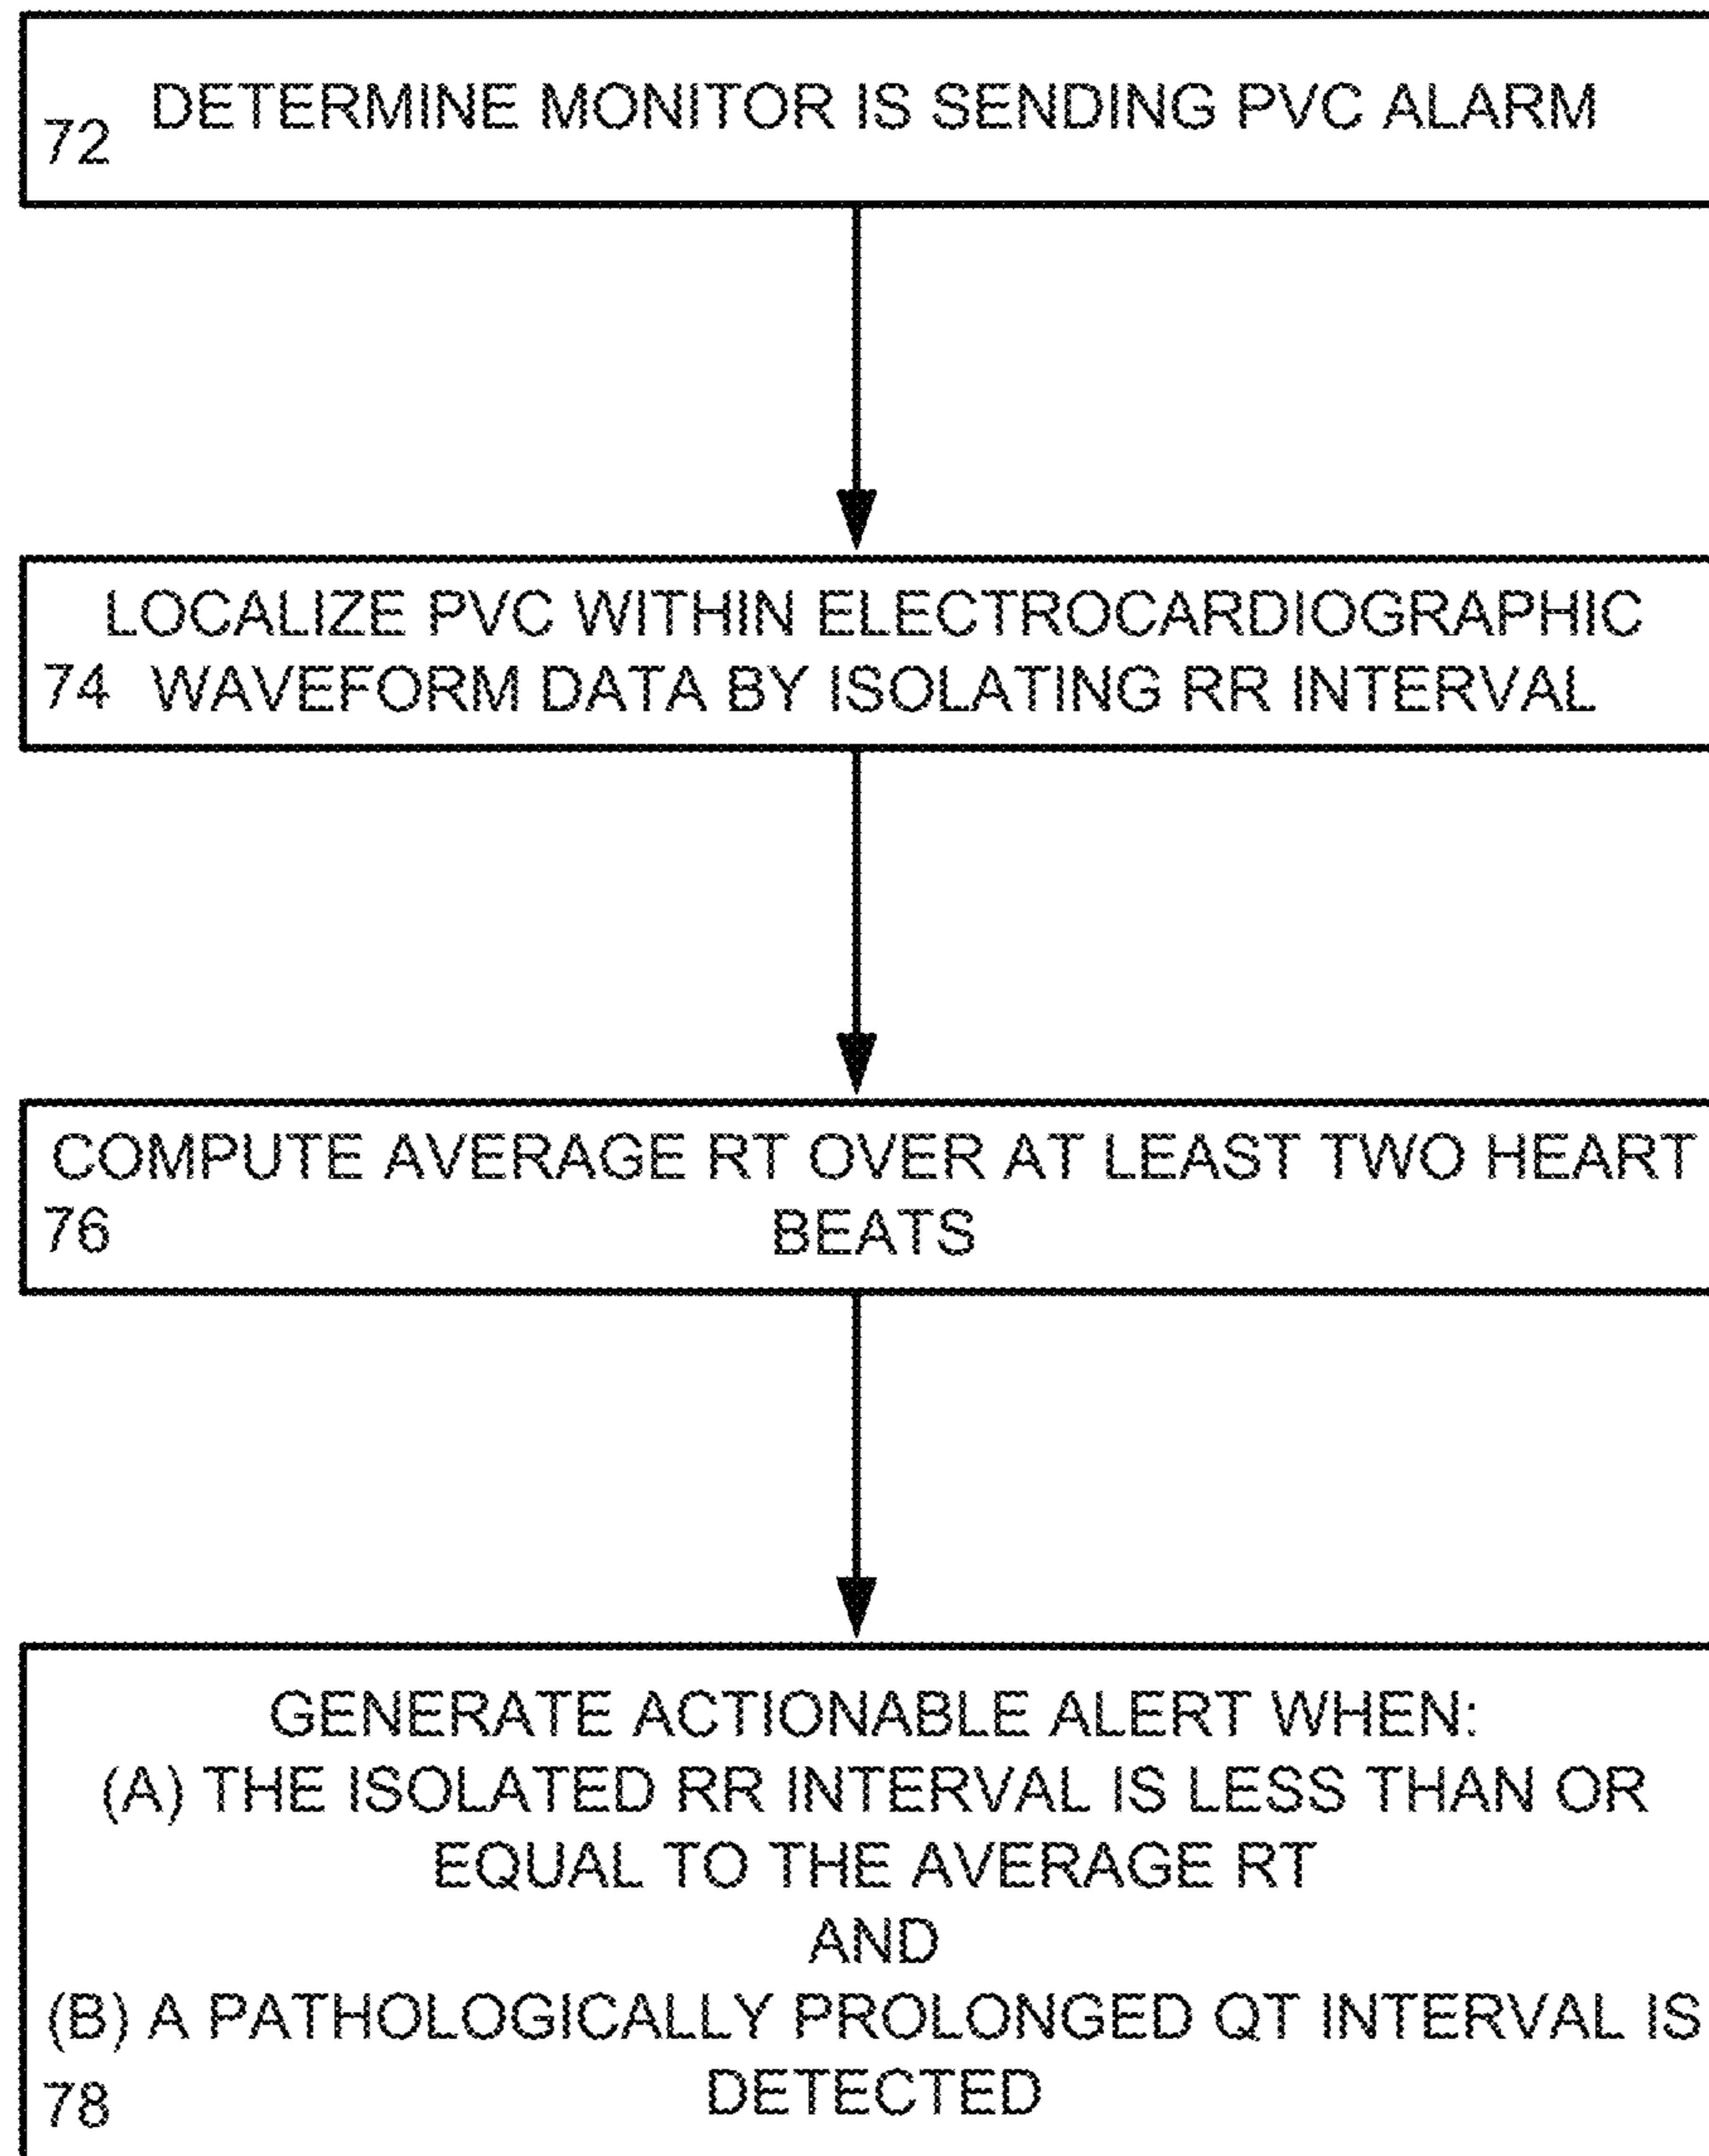 DETERMINE MONITOR IS SENDING PVC ALARM
72
LOCALIZE PVC WITHIN ELECTROCARDIOGRAPHIC
74 WAVEFORM DATA BY ISOLATING RR INTERVAL
COMPUTE AVERAGE RT OVER AT LEAST TWO HEART
76 BEATS
GENERATE ACTIONABLE ALERT WHEN:
(A) THE ISOLATED RR INTERVAL IS LESS THAN OR
EQUAL TO THE AVERAGE RT
AND
(B) A PATHOLOGICALLY PROLONGED QT INTERVAL IS
DETECTED
78